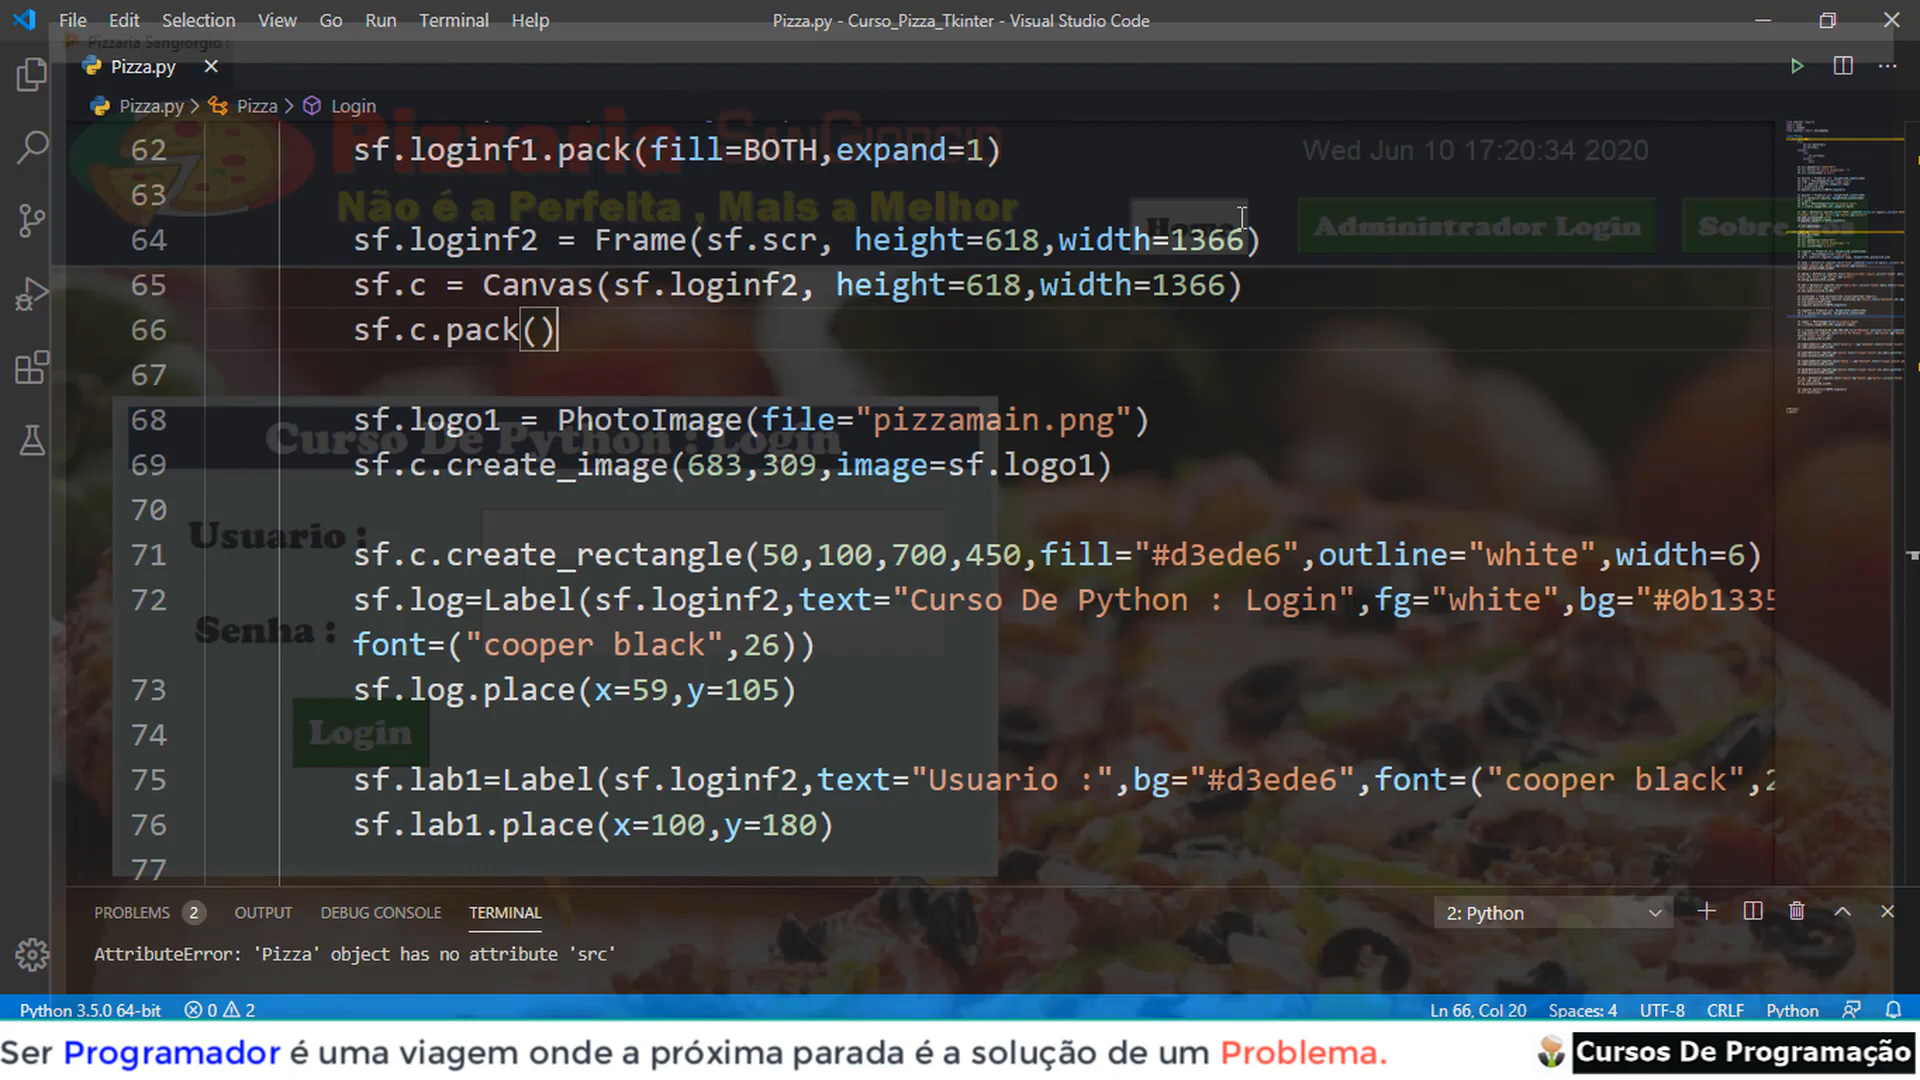 File Edit Selection View Go Run Terminal Help Pizza.py - Curso_Pizza_Tkinter - Visual Studio Code
Pizzaria Sangiorgio :
Pizza.py
Pizza.py > Pizza > Login
Pizzaria SanGiorgio
Wed Jun 10 17:20:34 2020
Não é a Perfeita , Mais a Melhor
Home Administrador Login Sobre
62 sf.loginf1.pack(fill=BOTH,expand=1)
63
64 sf.loginf2 = Frame(sf.scr, height=618,width=1366)
65 sf.c = Canvas(sf.loginf2, height=618,width=1366)
66 sf.c.pack()
67
68 sf.logo1 = PhotoImage(file="pizzamain.png")
Curso De Python : Login
69 sf.c.create_image(683,309,image=sf.logo1)
70
Usuario :
71 sf.c.create_rectangle(50,100,700,450,fill="#d3ede6",outline="white",width=6)
72 sf.log=Label(sf.loginf2,text="Curso De Python : Login",fg="white",bg="#0b1335
Senha :
font=("cooper black",26))
73 sf.log.place(x=59,y=105)
Login
74
75 sf.lab1=Label(sf.loginf2,text="Usuario :",bg="#d3ede6",font=("cooper black",2
76 sf.lab1.place(x=100,y=180)
77
PROBLEMS 2 OUTPUT DEBUG CONSOLE TERMINAL 2: Python
AttributeError: 'Pizza' object has no attribute 'src'
Python 3.5.0 64-bit 0 2 Ln 66, Col 20 Spaces: 4 UTF-8 CRLF Python
Ser Programador é uma viagem onde a próxima parada é a solução de um Problema.
Cursos De Programação